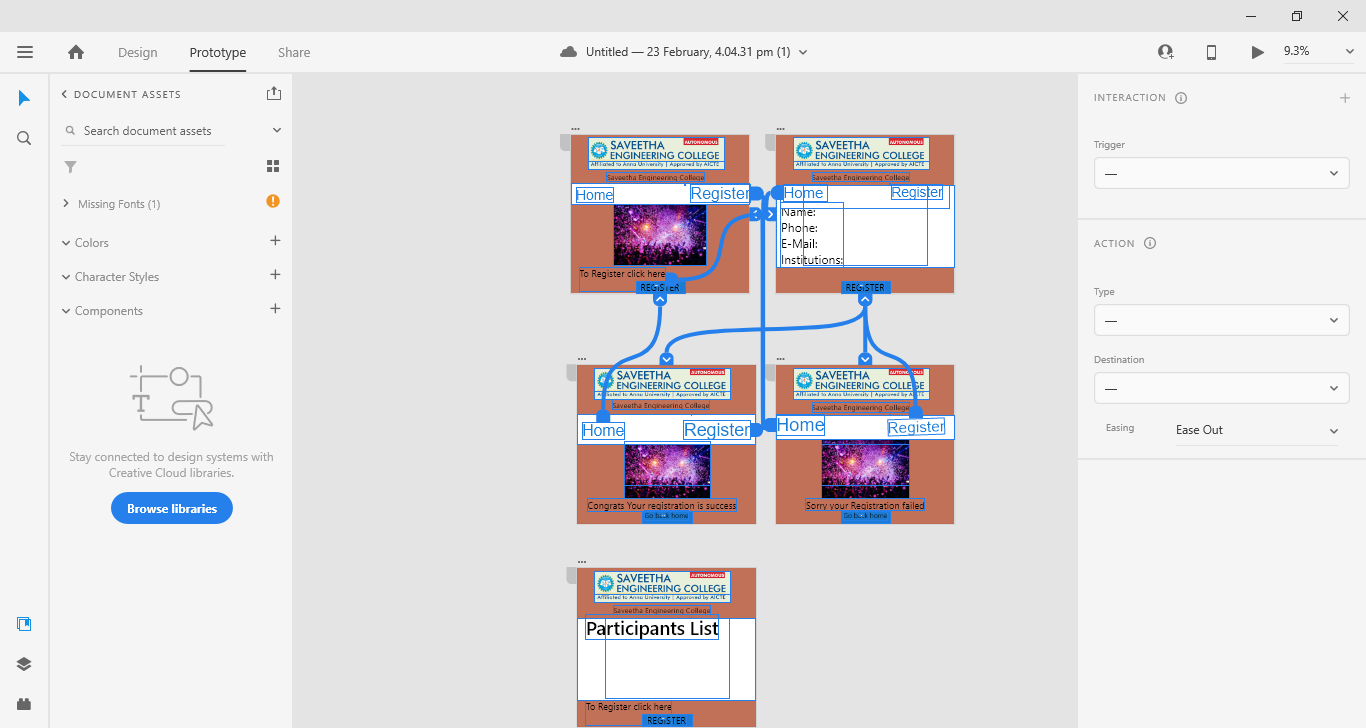 Design
Prototype
Share
Untitled — 23 February, 4.04.31 pm (1)
9.3%
DOCUMENT ASSETS
Search document assets
Missing Fonts (1)
Colors
Character Styles
Components
Stay connected to design systems with
Creative Cloud libraries.
Browse libraries
...
SAVEETHA
AUTONOMOUS
ENGINEERING COLLEGE
Affiliated to Anna University | Approved by AICTE
Saveetha Engineering College
Home
Register
To Register click here
REGISTER
...
SAVEETHA
AUTONOMOUS
ENGINEERING COLLEGE
Affiliated to Anna University | Approved by AICTE
Saveetha Engineering College
Home
Register
Name:
Phone:
E-Mail:
Institutions:
REGISTER
...
SAVEETHA
AUTONOMOUS
ENGINEERING COLLEGE
Affiliated to Anna University | Approved by AICTE
Saveetha Engineering College
Home
Register
Congrats Your registration is success
Go back home
...
SAVEETHA
AUTONOMOUS
ENGINEERING COLLEGE
Affiliated to Anna University | Approved by AICTE
Saveetha Engineering College
Home
Register
Sorry your Registration failed
Go back home
...
SAVEETHA
AUTONOMOUS
ENGINEERING COLLEGE
Affiliated to Anna University | Approved by AICTE
Saveetha Engineering College
Participants List
To Register click here
REGISTER
INTERACTION
Trigger
—
ACTION
Type
—
Destination
—
Easing
Ease Out